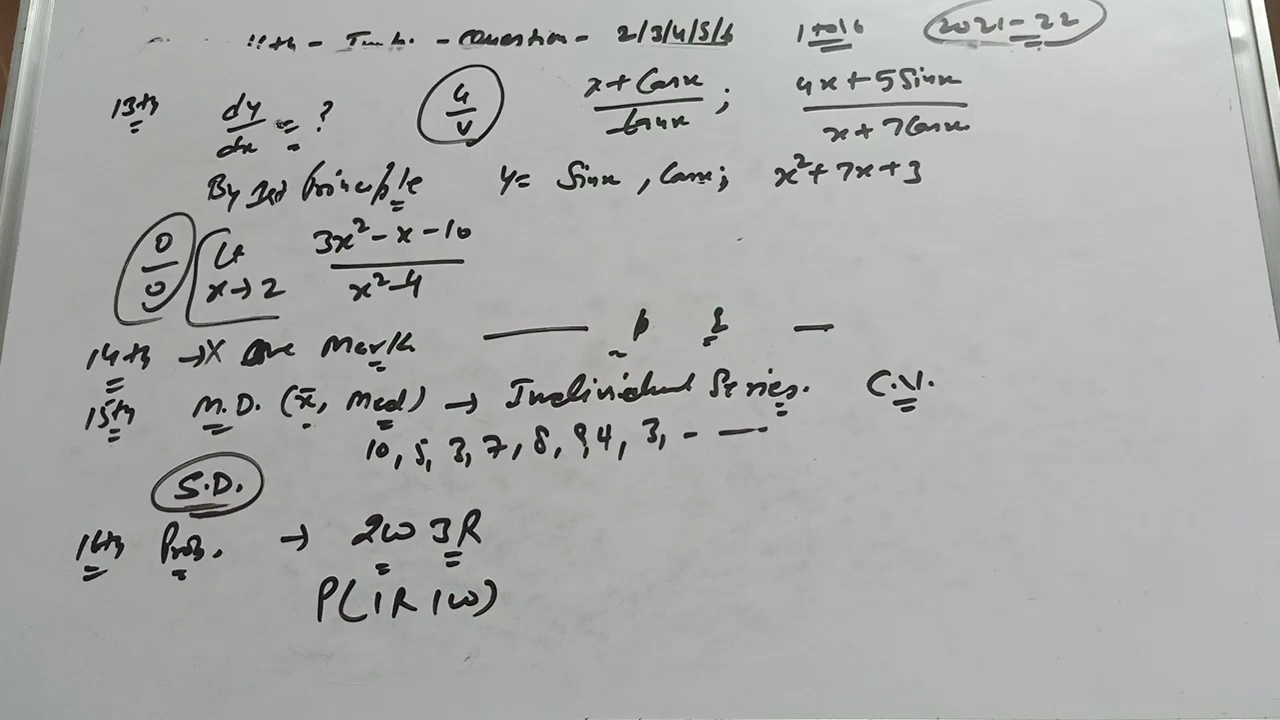 11th - Imp. - Question - 2/3/4/5/6 1 to 16 2021-22
13th dy/dx = ? u/v (x + Cosx)/tanx ; (4x + 5 Sinx)/(x + 7Cosx)
By 1st Principle y = Sinx , Cosx ; x² + 7x + 3
0/0 Lt x→2 (3x² - x - 10)/(x² - 4)
14th → X One Mark p q
15th M.D. (x̄, Med) → Individual Series. C.V.
10, 5, 3, 7, 8, 9, 4, 3, - —
S.D.
16th Prob. → 2W 3R
P(1R 1W)